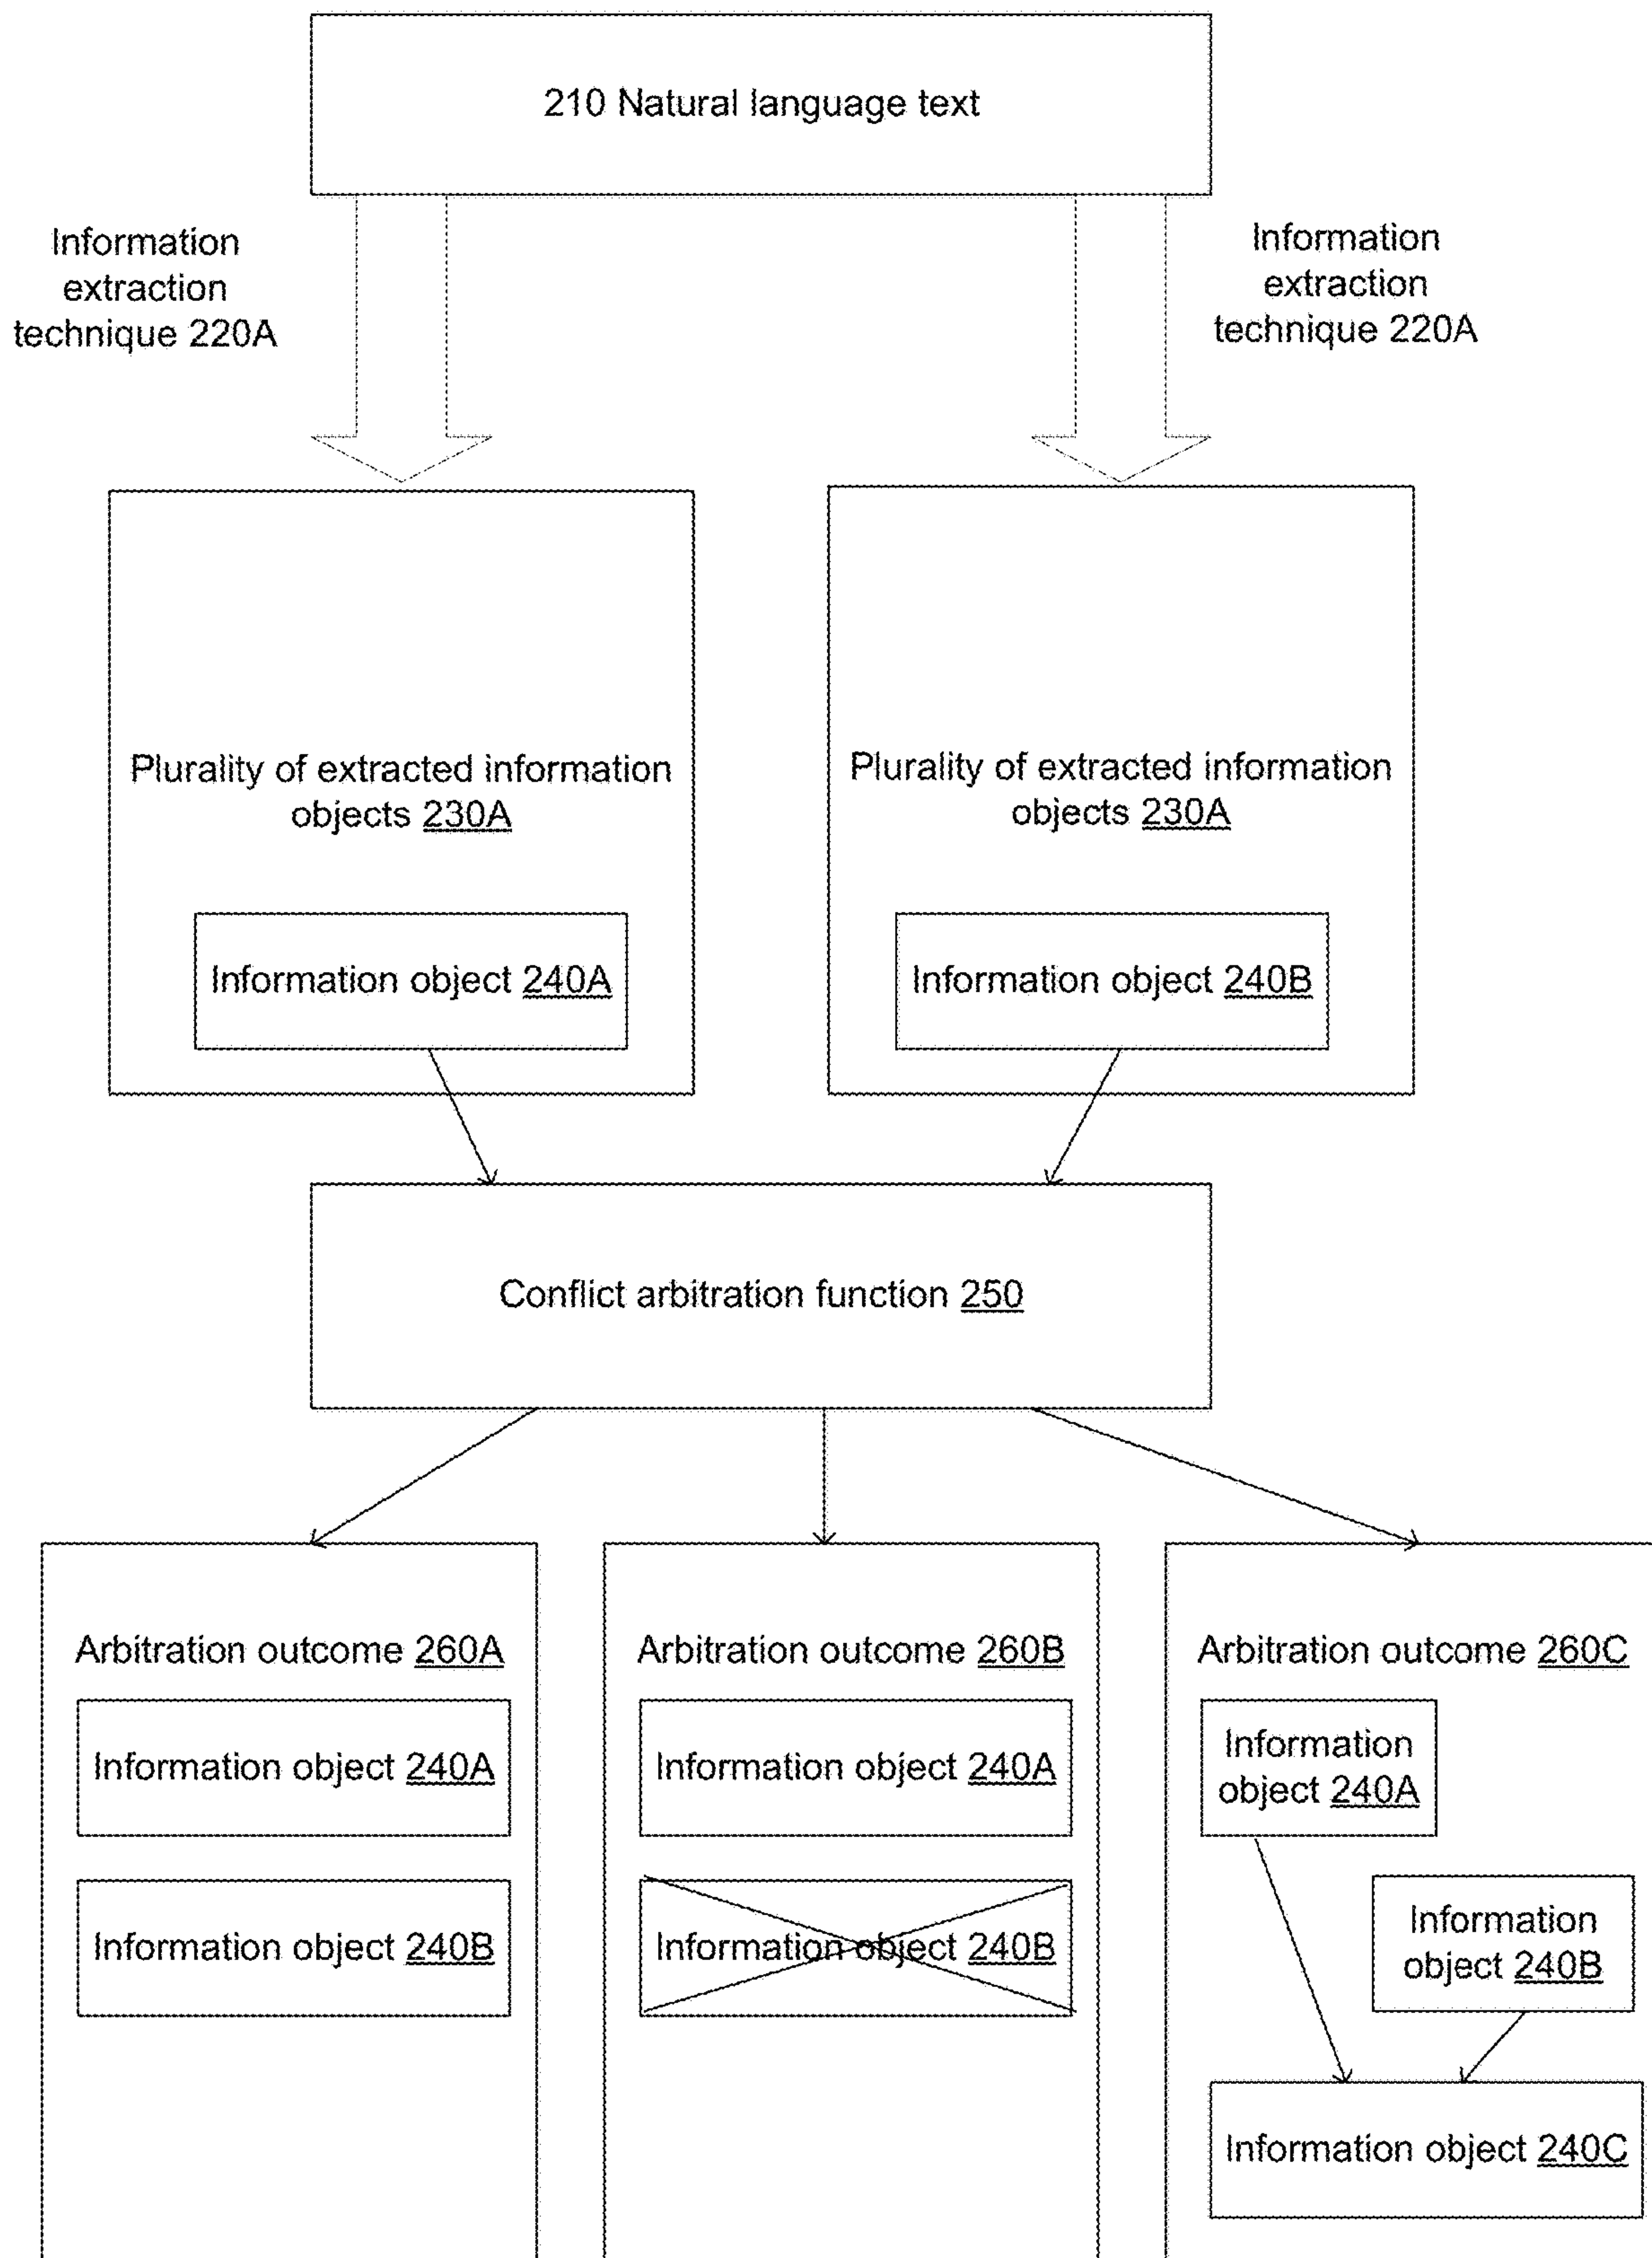 210 Natural language text
Information
extraction
technique 220A
Information
extraction
technique 220A
Plurality of extracted information
objects 230A
Information object 240A
Plurality of extracted information
objects 230A
Information object 240B
Conflict arbitration function 250
Arbitration outcome 260A
Information object 240A
Information object 240B
Arbitration outcome 260B
Information object 240A
Information object 240B
Arbitration outcome 260C
Information
object 240A
Information
object 240B
Information object 240C